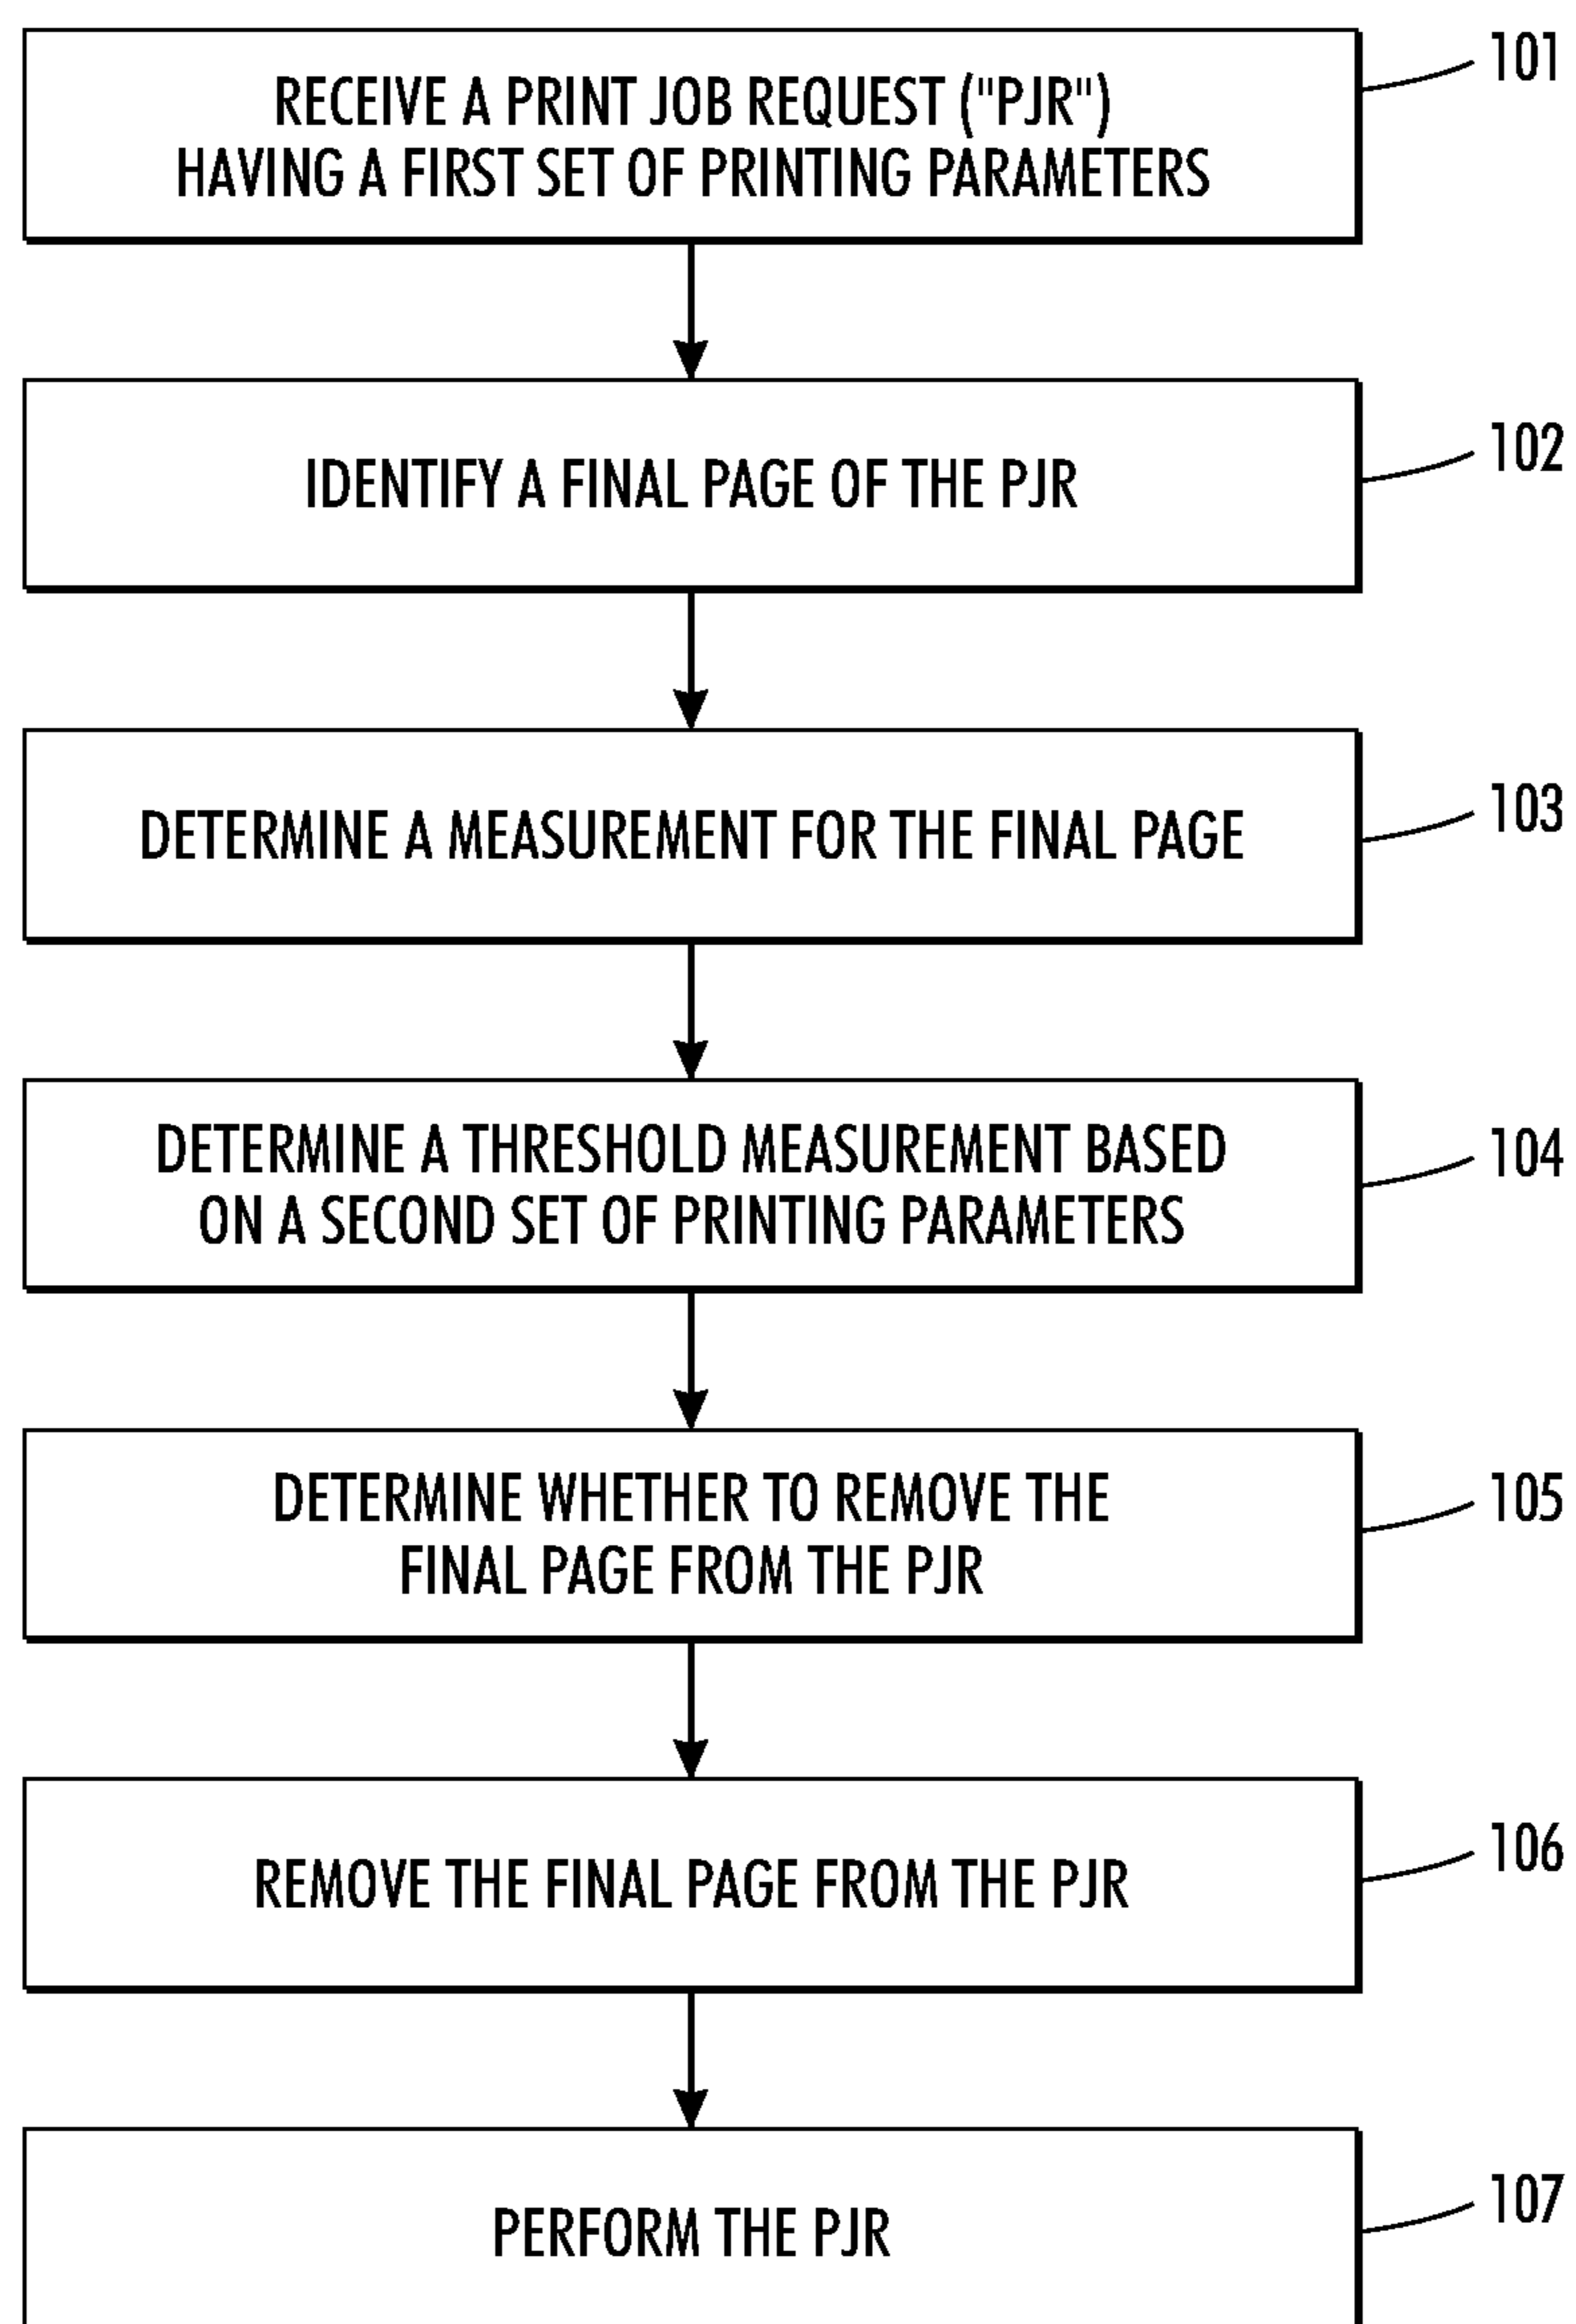 RECEIVE A PRINT JOB REQUEST ("PJR")
HAVING A FIRST SET OF PRINTING PARAMETERS
101
IDENTIFY A FINAL PAGE OF THE PJR
102
DETERMINE A MEASUREMENT FOR THE FINAL PAGE
103
DETERMINE A THRESHOLD MEASUREMENT BASED
ON A SECOND SET OF PRINTING PARAMETERS
104
DETERMINE WHETHER TO REMOVE THE
FINAL PAGE FROM THE PJR
105
REMOVE THE FINAL PAGE FROM THE PJR
106
PERFORM THE PJR
107